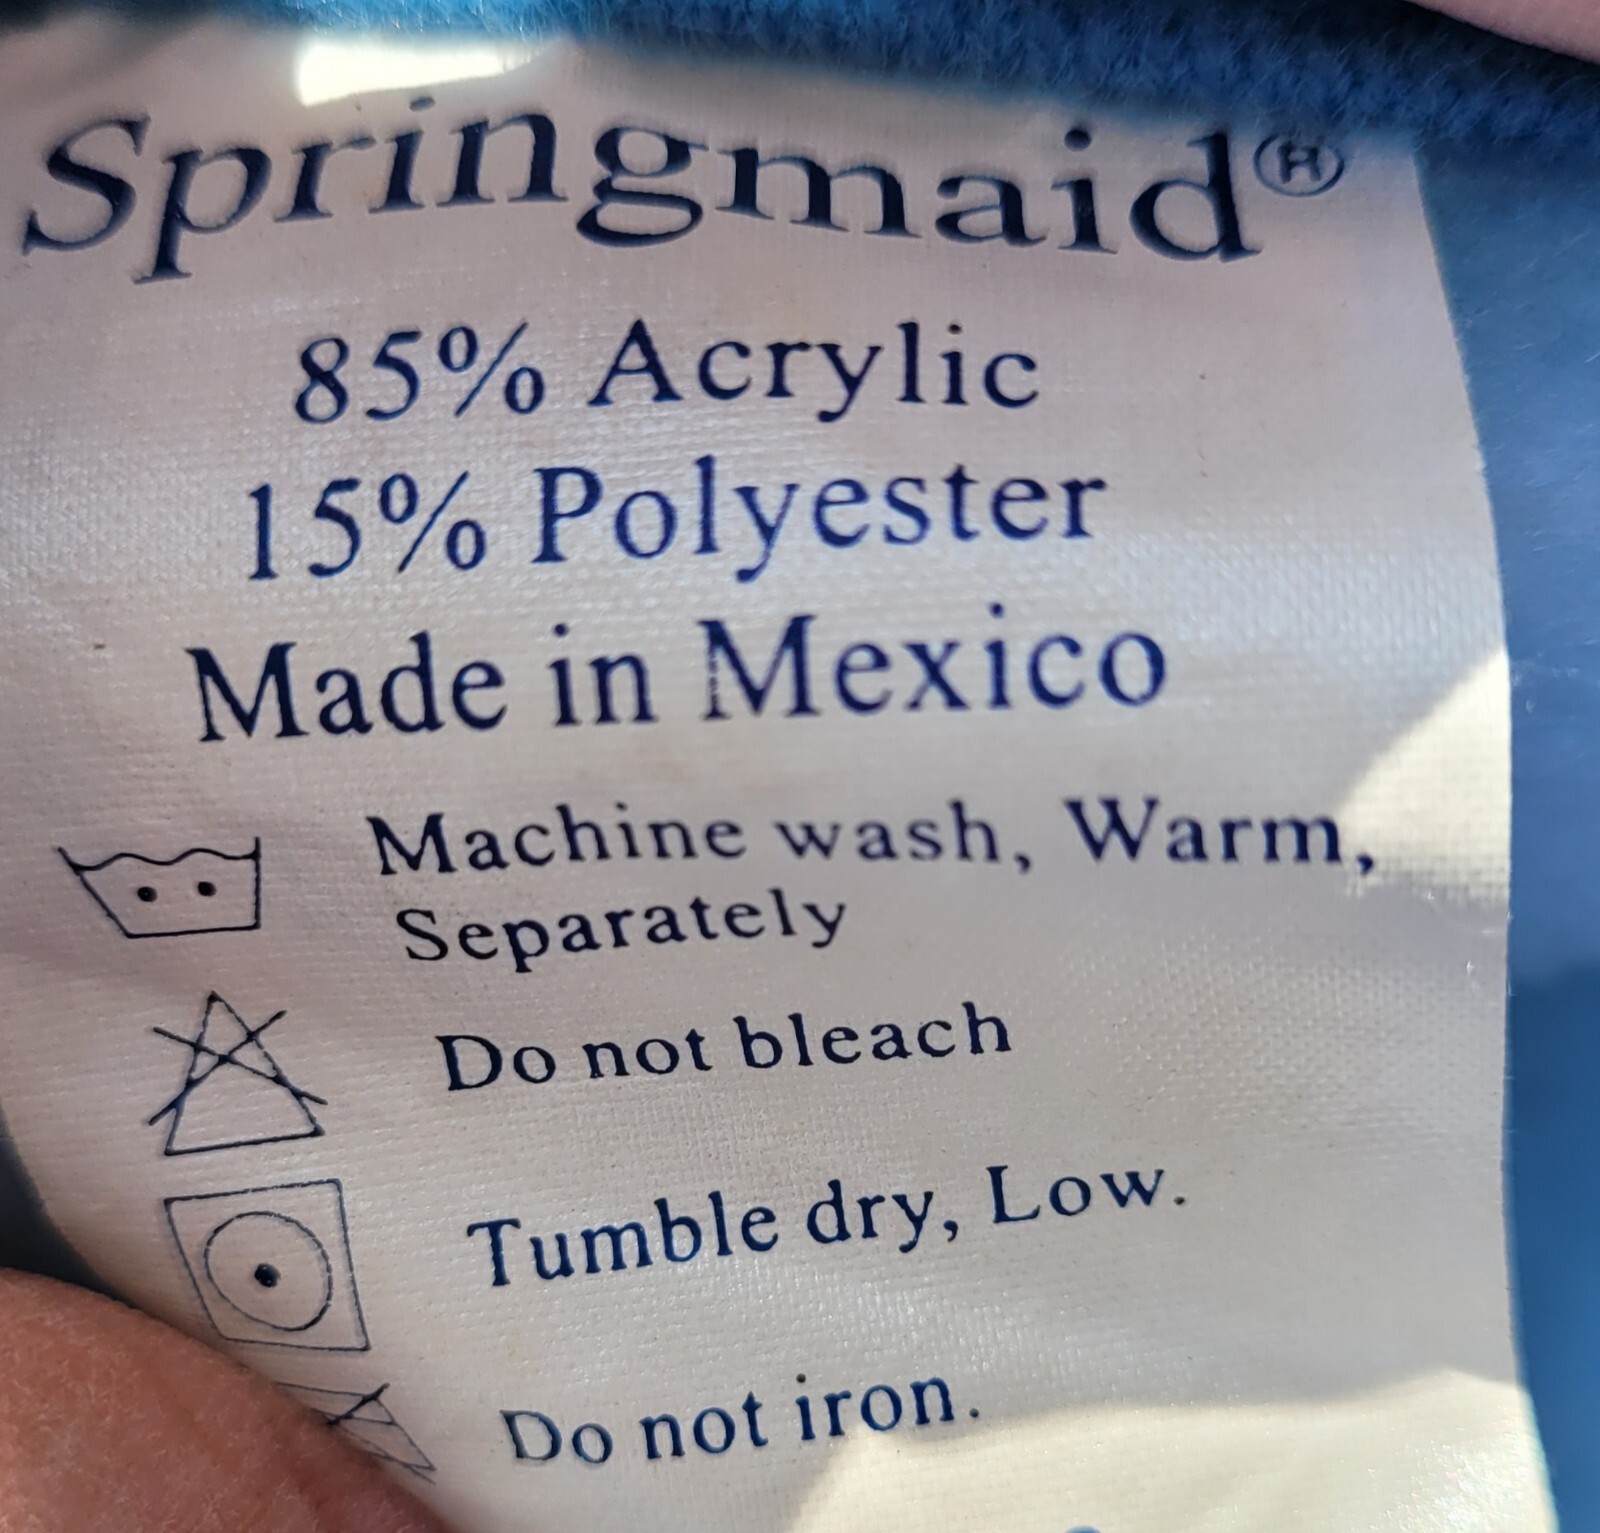 Springmaid®
85% Acrylic
15% Polyester
Made in Mexico
Machine wash, Warm,
Separately
Do not bleach
Tumble dry, Low.
Do not iron.